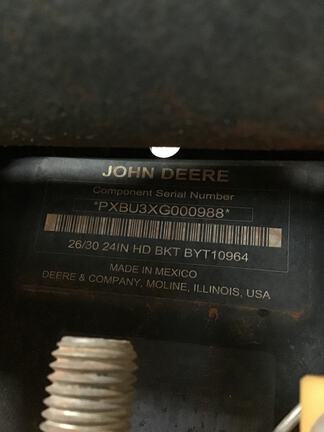 JOHN DEERE
Component Serial Number
*PXBU3XG000988*
26/30 24IN HD BKT BYT10964
MADE IN MEXICO
DEERE & COMPANY, MOLINE, ILLINOIS, USA